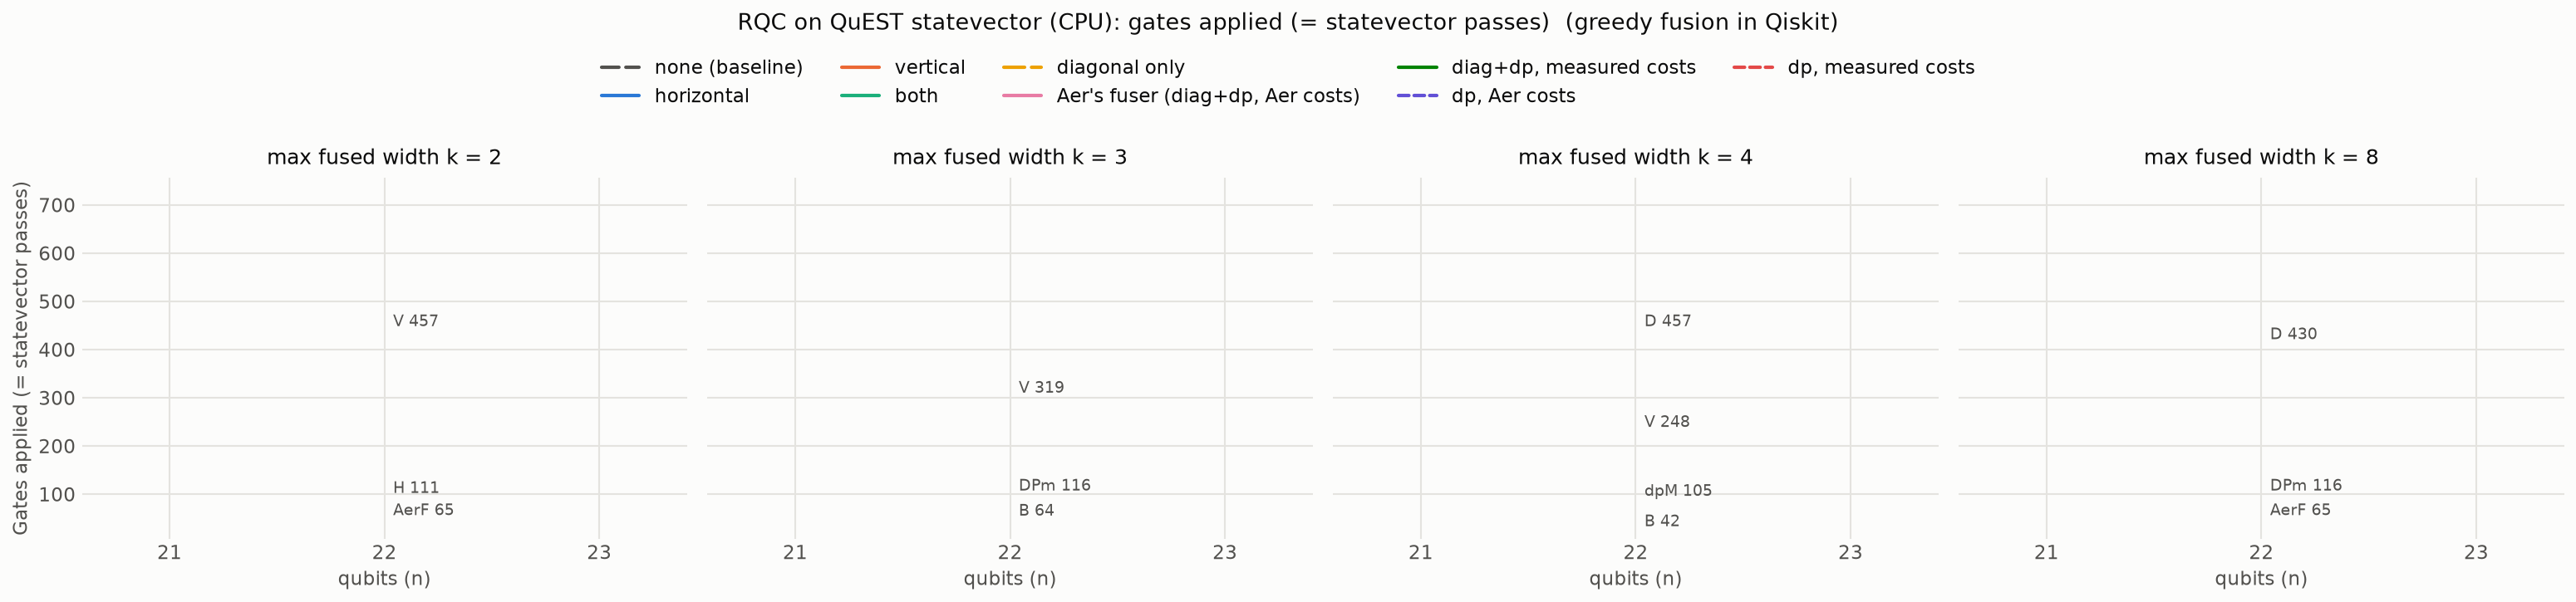 RQC on QuEST statevector (CPU): gates applied (= statevector passes)  (greedy fusion in Qiskit)
none (baseline) vertical diagonal only diag+dp, measured costs dp, measured costs
horizontal both Aer's fuser (diag+dp, Aer costs) dp, Aer costs
max fused width k = 2
max fused width k = 3
max fused width k = 4
max fused width k = 8
Gates applied (= statevector passes)
700
600
500
400
300
200
100
V 457
H 111
AerF 65
21 22 23
qubits (n)
V 319
DPm 116
B 64
21 22 23
qubits (n)
D 457
V 248
dpM 105
B 42
21 22 23
qubits (n)
D 430
DPm 116
AerF 65
21 22 23
qubits (n)